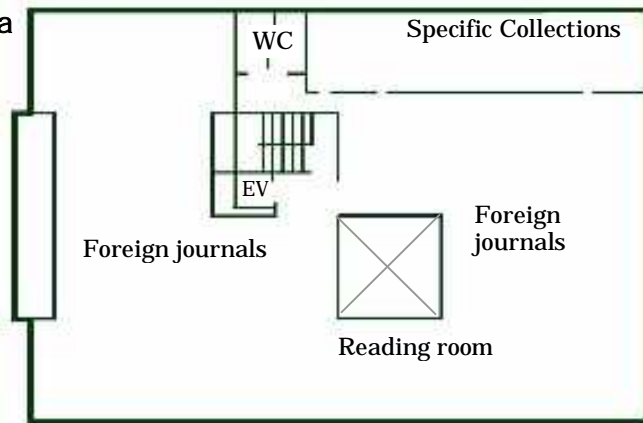 a
WC
Specific Collections
EV
Foreign journals
Foreign
journals
Reading room